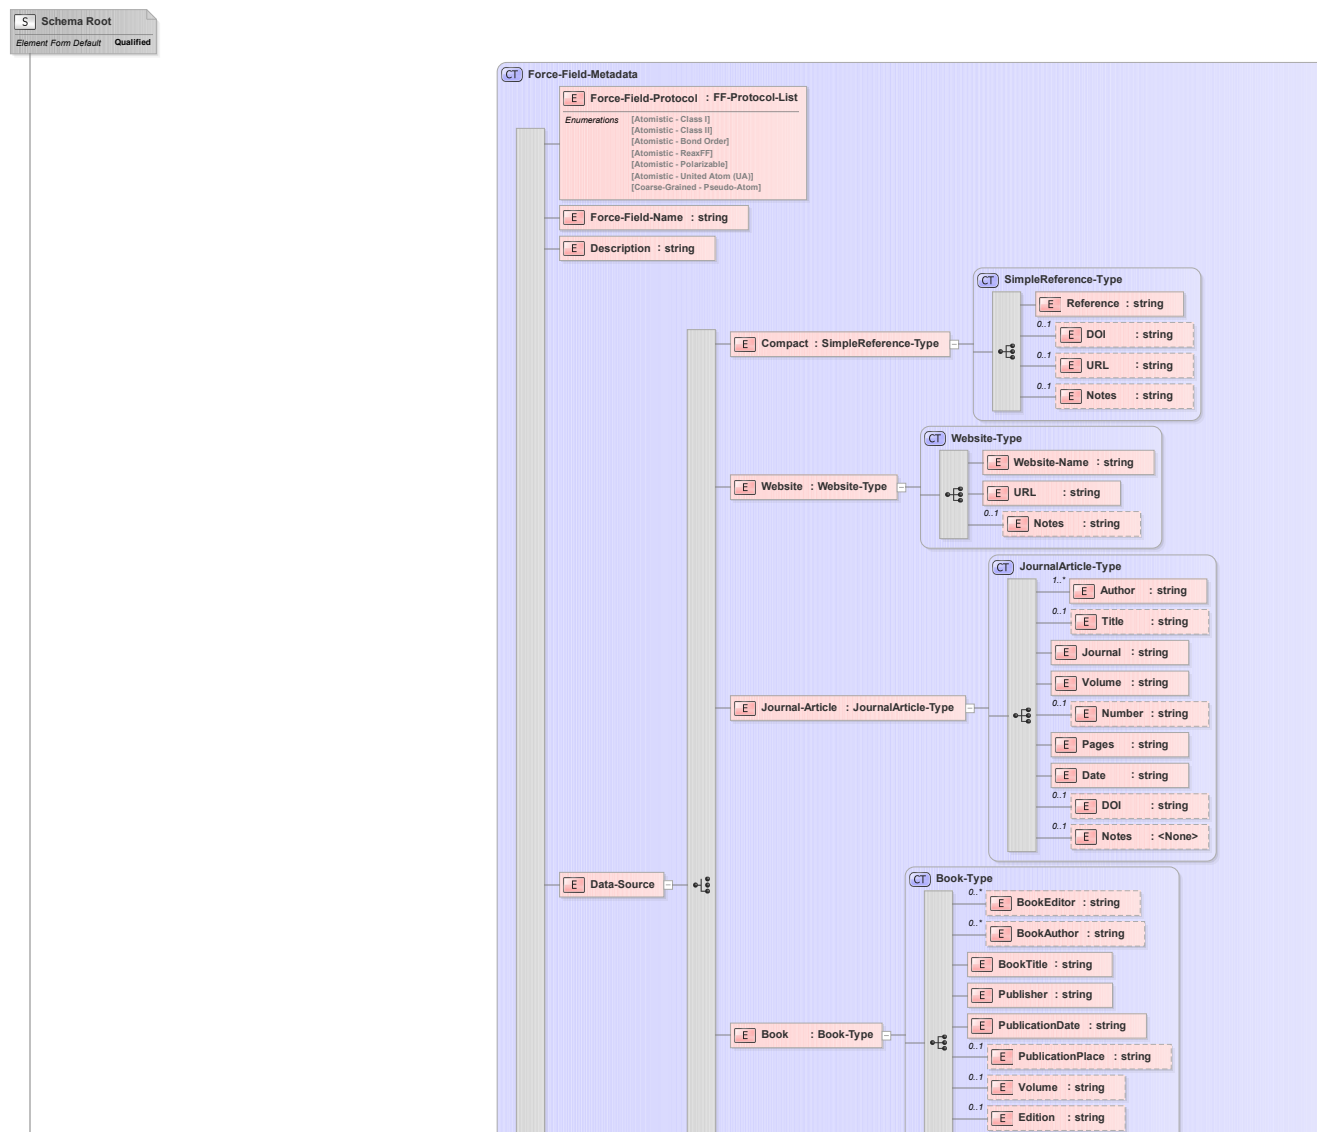 S Schema Root
Element Form Default Qualified
CT Force-Field-Metadata
E Force-Field-Protocol : FF-Protocol-List
Enumerations [Atomistic - Class I]
[Atomistic - Class II]
[Atomistic - Bond Order]
[Atomistic - ReaxFF]
[Atomistic - Polarizable]
[Atomistic - United Atom (UA)]
[Coarse-Grained - Pseudo-Atom]
E Force-Field-Name : string
E Description : string
CT SimpleReference-Type
E Reference : string
0..1
E DOI : string
E Compact : SimpleReference-Type
0..1
E URL : string
0..1
E Notes : string
CT Website-Type
E Website-Name : string
E Website : Website-Type
E URL : string
0..1
E Notes : string
CT JournalArticle-Type
1..*
E Author : string
0..1
E Title : string
E Journal : string
E Volume : string
0..1
E Journal-Article : JournalArticle-Type
E Number : string
E Pages : string
E Date : string
0..1
E DOI : string
0..1
E Notes : <None>
E Data-Source
CT Book-Type
0..*
E BookEditor : string
0..*
E BookAuthor : string
E BookTitle : string
E Publisher : string
E PublicationDate : string
E Book : Book-Type
0..1
E PublicationPlace : string
0..1
E Volume : string
0..1
E Edition : string